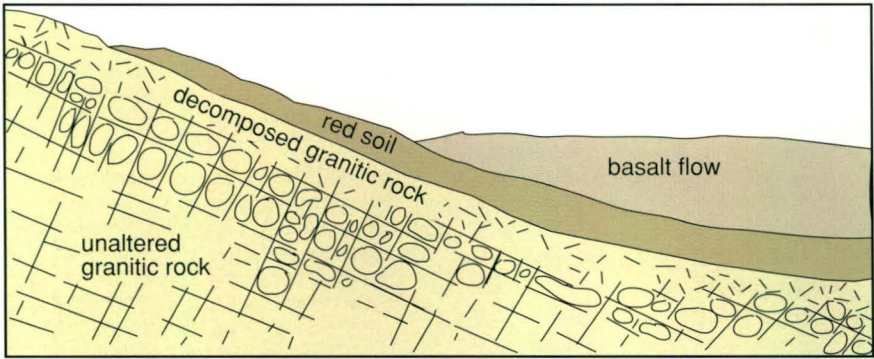 red soil
decomposed granitic rock
basalt flow
unaltered
granitic rock